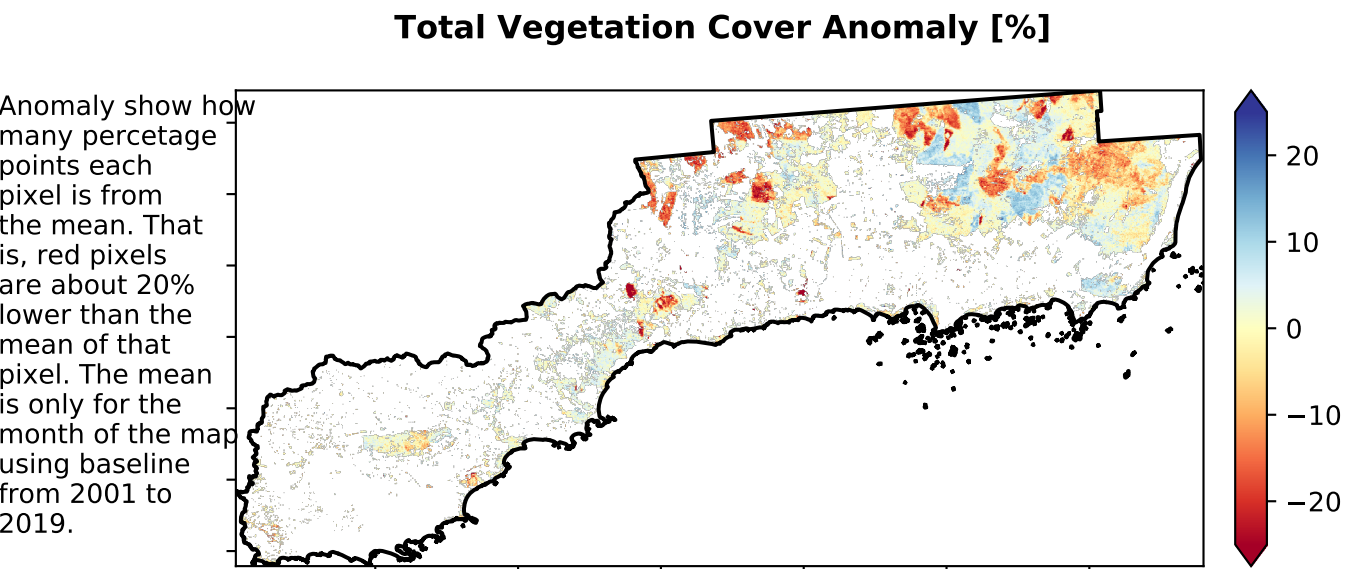 Total Vegetation Cover Anomaly [%]
Anomaly show how
many percetage
points each
pixel is from
the mean. That
is, red pixels
are about 20%
lower than the
mean of that
pixel. The mean
is only for the
month of the map
using baseline
from 2001 to
2019.
20
10
0
−10
−20